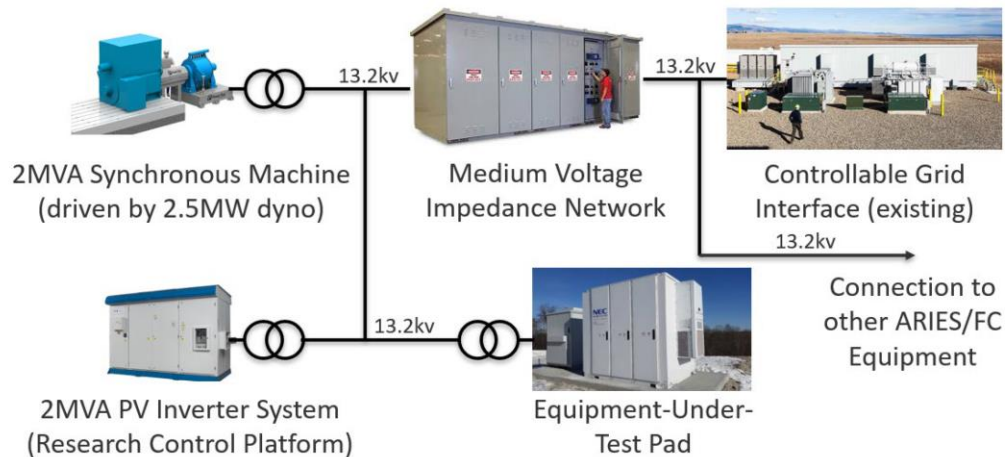 13.2kv
13.2kv
2MVA Synchronous Machine
(driven by 2.5MW dyno)
Medium Voltage
Impedance Network
Controllable Grid
Interface (existing)
13.2kv
Connection to
other ARIES/FC
Equipment
13.2kv
NEC
2MVA PV Inverter System
(Research Control Platform)
Equipment-Under-
Test Pad